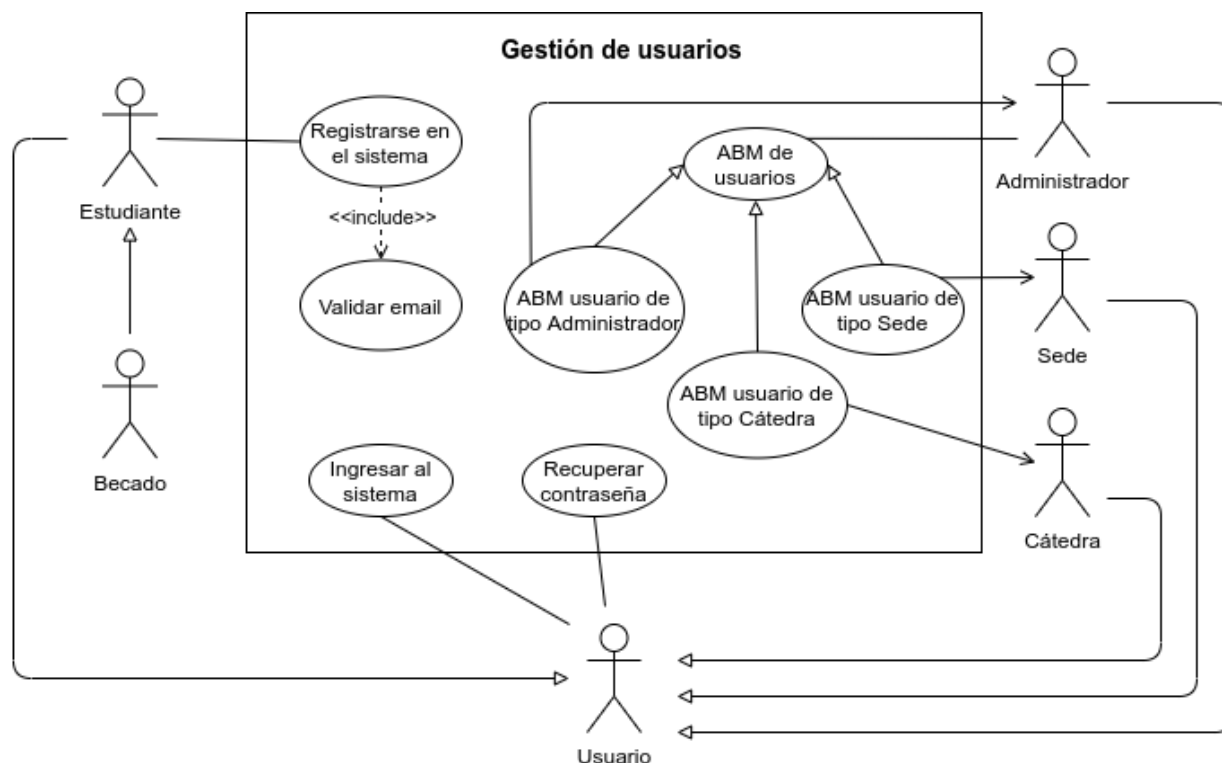 Gestión de usuarios
Registrarse en
el sistema
ABM de
usuarios
Administrador
Estudiante
<<include>>
Validar email
ABM usuario de
tipo Administrador
ABM usuario de
tipo Sede
Sede
ABM usuario de
tipo Cátedra
Becado
Ingresar al
sistema
Recuperar
contraseña
Cátedra
Usuario